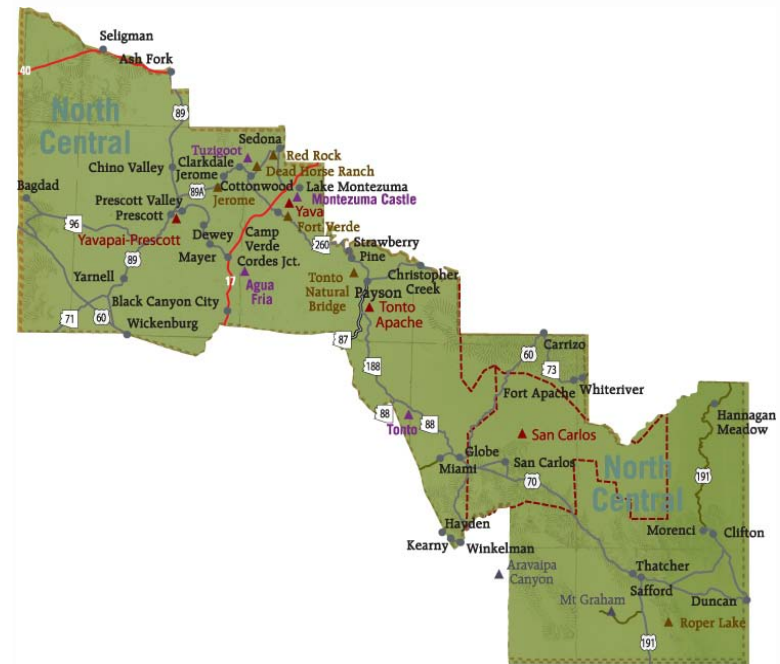 Seligman
Ash Fork
40
North
Central
89
Tuzigoot
Sedona
Red Rock
Chino Valley
Clarkdale
Dead Horse Ranch
Jerome
Cottonwood
Lake Montezuma
Bagdad
89A
Jerome
Montezuma Castle
Prescott Valley
Yava
Prescott
Fort Verde
96
Yavapai-Prescott
Dewey
Camp
Verde
260
Strawberry
Pine
89
Mayer
Cordes Jct.
Yarnell
17
Agua
Fria
Tonto
Natural
Bridge
Christopher
Creek
Payson
Black Canyon City
Tonto
Apache
71
60
Wickenburg
87
60
Carrizo
73
188
Fort Apache
Whiteriver
88
Tonto
88
Hannagan
Meadow
San Carlos
Globe
Miami
San Carlos
North
Central
70
191
Hayden
Kearny
Winkelman
Morenci
Clifton
Aravaipa
Canyon
Thatcher
Safford
Duncan
Mt Graham
Roper Lake
191